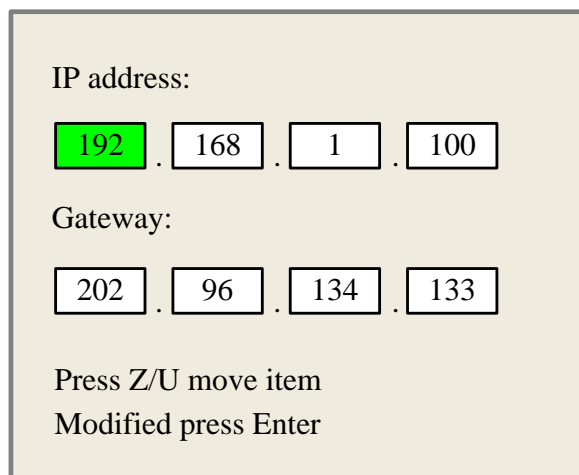 IP address:
192 . 168 . 1 . 100
Gateway:
202 . 96 . 134 . 133
Press Z/U move item
Modified press Enter